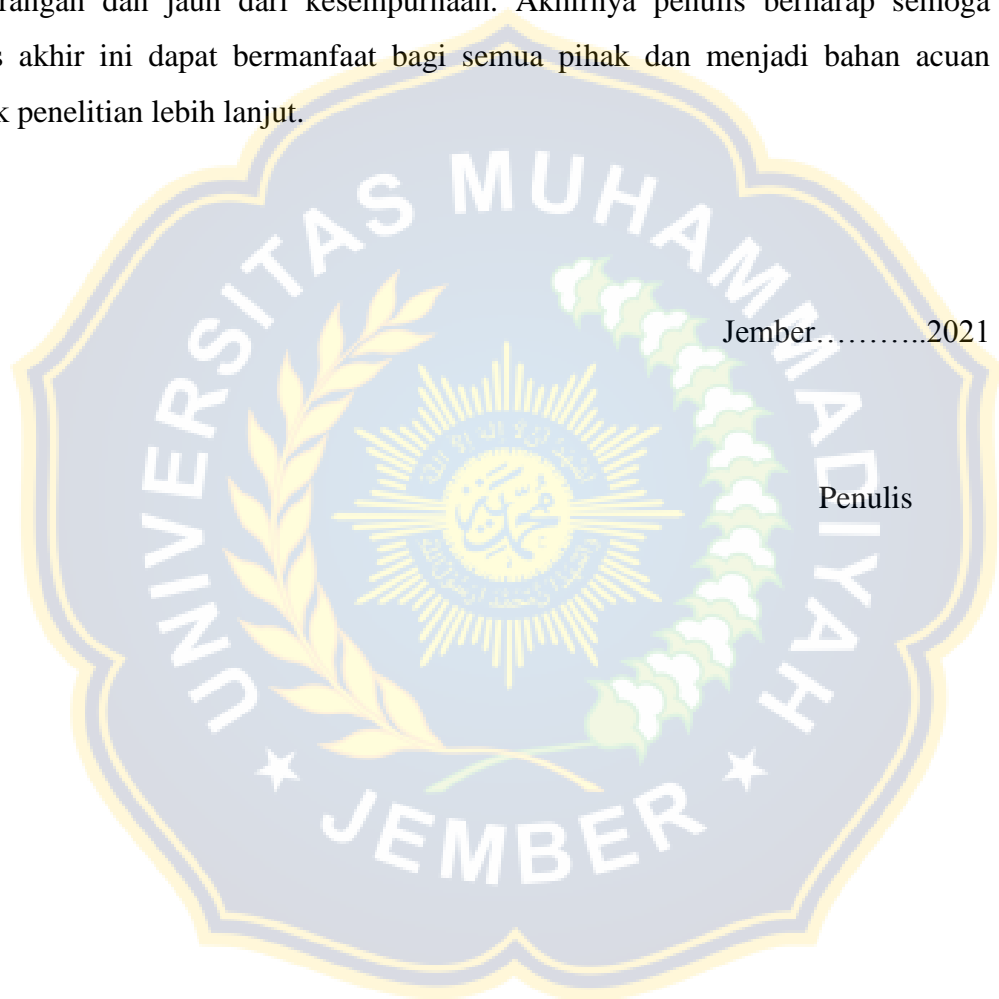 rangan dan jauh dari kesempurnaan. Akhirnya penulis berharap semoga
s akhir ini dapat bermanfaat bagi semua pihak dan menjadi bahan acuan
k penelitian lebih lanjut.
Jember………..2021
Penulis
UNIVERSITAS MUHAMMADIYAH
JEMBER
محمدية